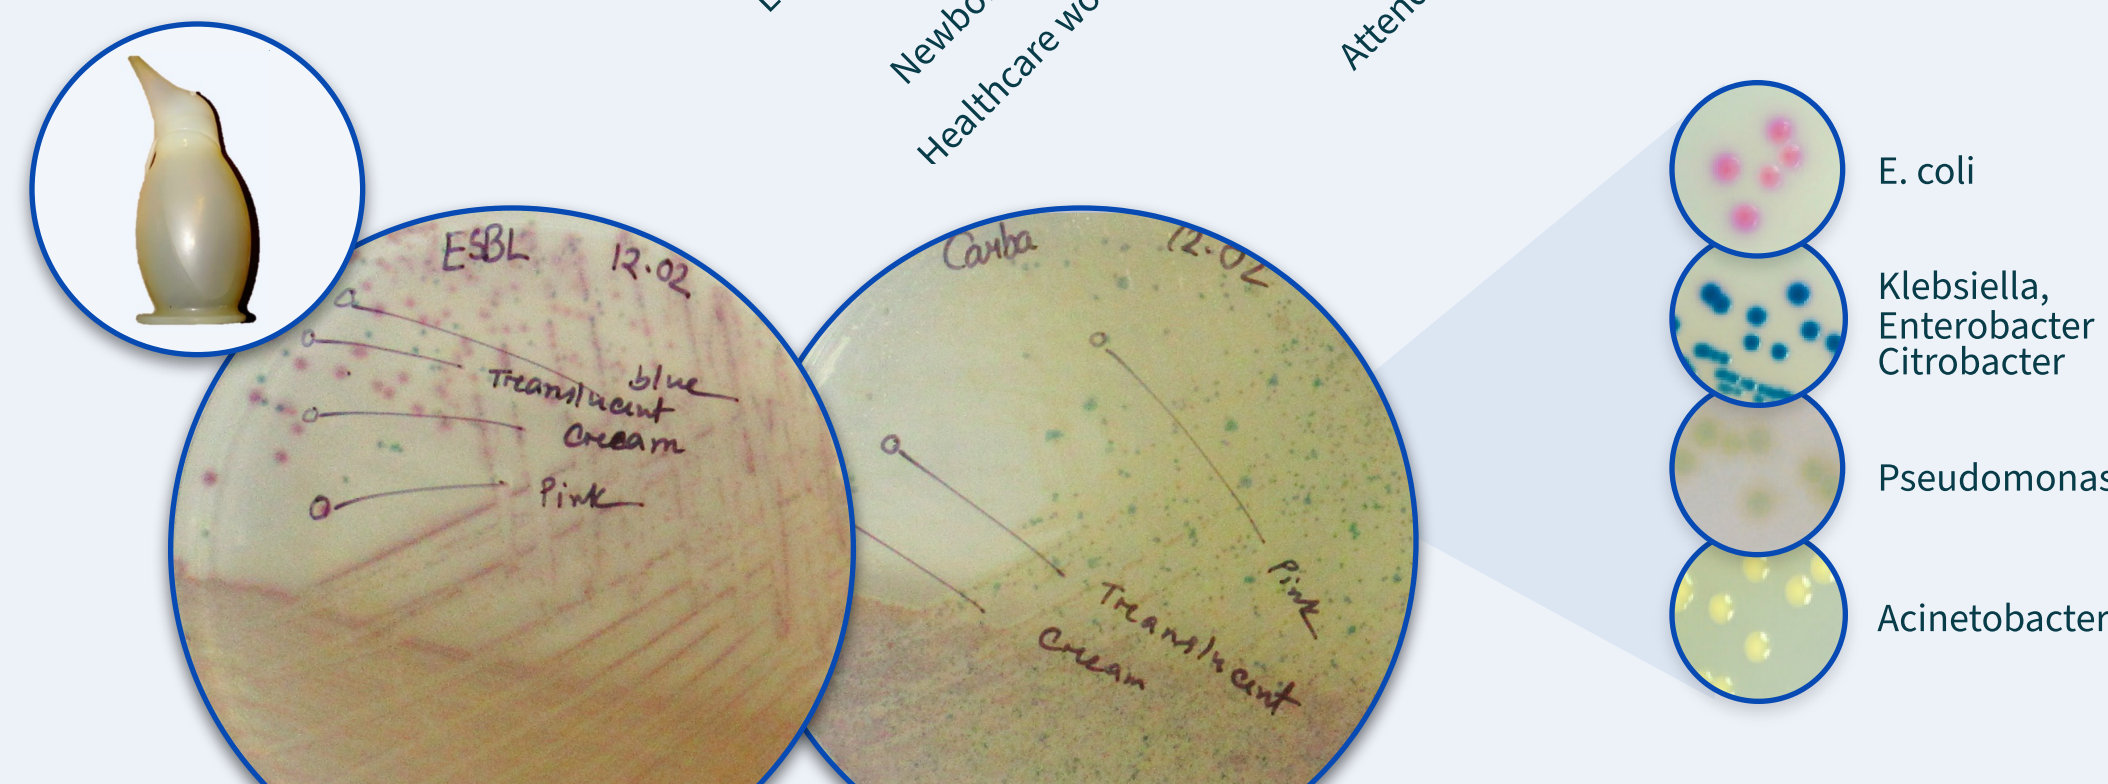 Newbo
Healthcare wo
Atten
ESBL 12.02
blue
Translucent
Cream
Pink
Carba 12.02
Pink
Translucent
Cream
E. coli
Klebsiella,
Enterobacter
Citrobacter
Pseudomonas
Acinetobacter